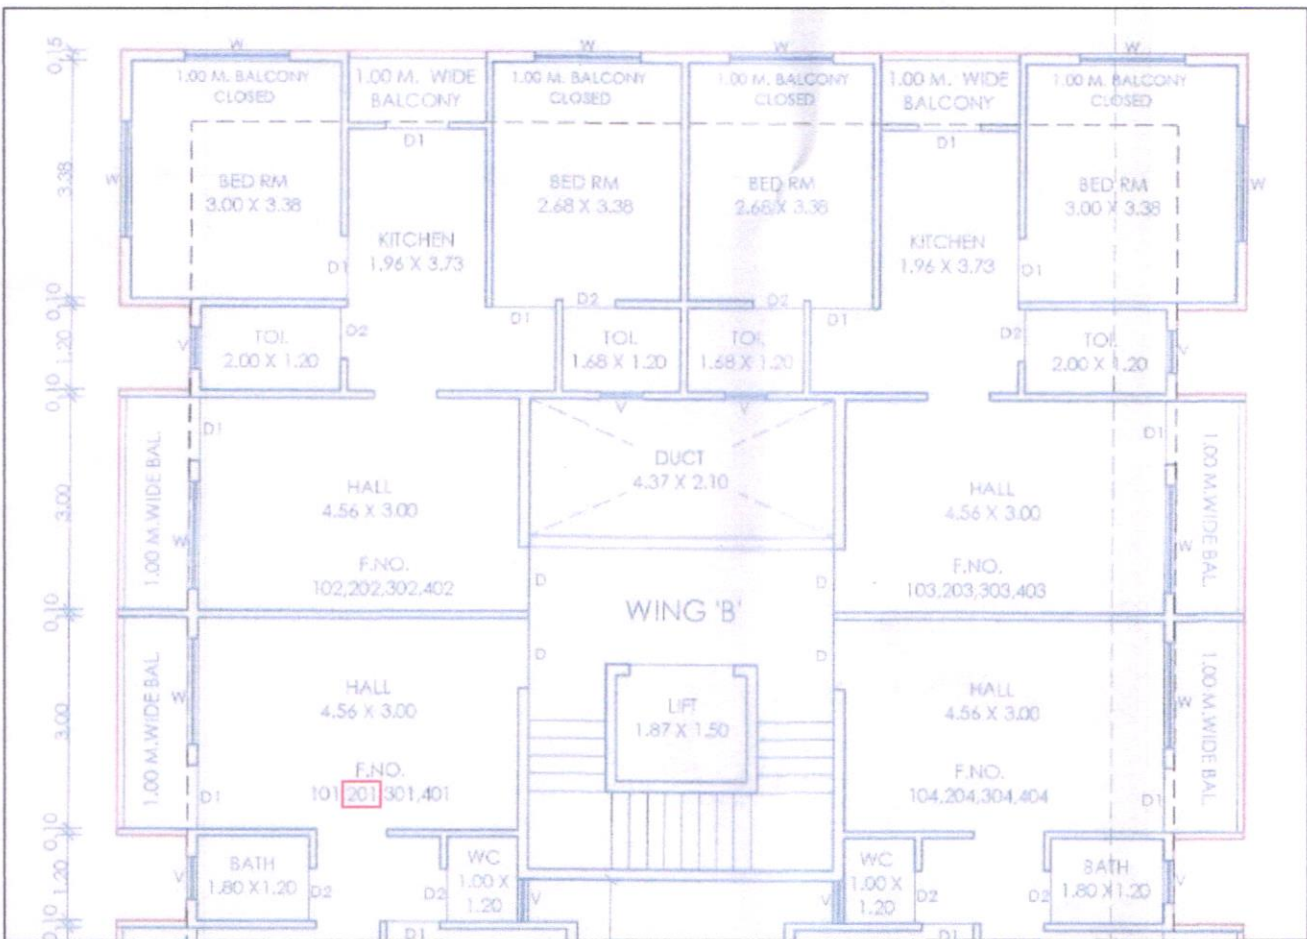 W W W W
1.00 M. BALCONY
CLOSED
1.00 M. WIDE
BALCONY
1.00 M. BALCONY
CLOSED
1.00 M. BALCONY
CLOSED
1.00 M. WIDE
BALCONY
1.00 M. BALCONY
CLOSED
0.15
D1
D1
3.38
W
BED RM
3.00 X 3.38
BED RM
2.68 X 3.38
BED RM
2.68 X 3.38
BED RM
3.00 X 3.38
W
KITCHEN
1.96 X 3.73
KITCHEN
1.96 X 3.73
D1
D1
0.10
D2
D2
D1
D1
1.20
V
TOI.
2.00 X 1.20
D2
TOI.
1.68 X 1.20
TOI.
1.68 X 1.20
D2
TOI.
2.00 X 1.20
V
0.10
V
V
D1
D1
1.00 M.WIDE BAL.
HALL
4.56 X 3.00
DUCT
4.37 X 2.10
HALL
4.56 X 3.00
1.00 M.WIDE BAL.
3.00
W
W
F.NO.
102,202,302,402
F.NO.
103,203,303,403
D
D
0.10
WING 'B'
D
D
1.00 M.WIDE BAL.
W
HALL
4.56 X 3.00
LIFT
1.87 X 1.50
HALL
4.56 X 3.00
W
1.00 M.WIDE BAL.
3.00
F.NO.
101,201,301,401
F.NO.
104,204,304,404
D1
D1
0.10
1.20
V
BATH
1.80 X1.20
D2
D2
WC
1.00 X
1.20
V
V
WC
1.00 X
1.20
D2
D2
BATH
1.80 X1.20
V
0.10
D1
D1